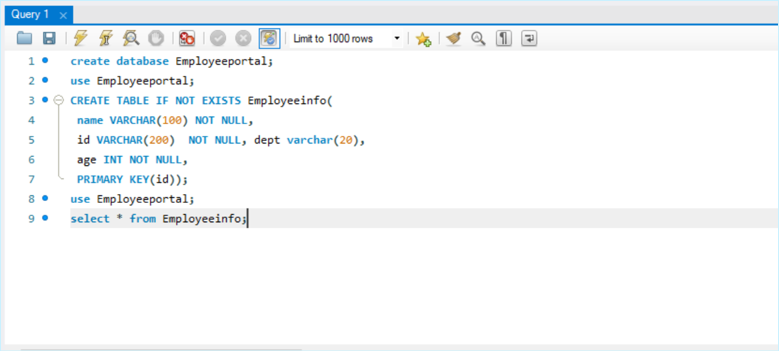 Query 1
Limit to 1000 rows
1 create database Employeeportal;
2 use Employeeportal;
3 CREATE TABLE IF NOT EXISTS Employeeinfo(
4 name VARCHAR(100) NOT NULL,
5 id VARCHAR(200)  NOT NULL, dept varchar(20),
6 age INT NOT NULL,
7 PRIMARY KEY(id));
8 use Employeeportal;
9 select * from Employeeinfo;